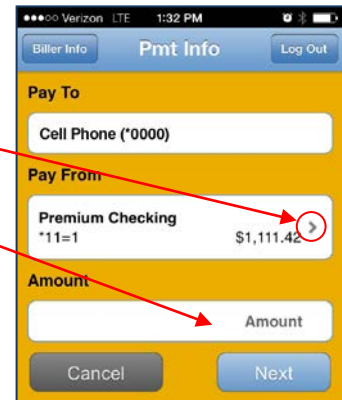 ●●●○○ Verizon LTE 1:32 PM
Biller Info Pmt Info Log Out
Pay To
Cell Phone (*0000)
Pay From
Premium Checking
*11=1 $1,111.42
Amount
Amount
Cancel Next